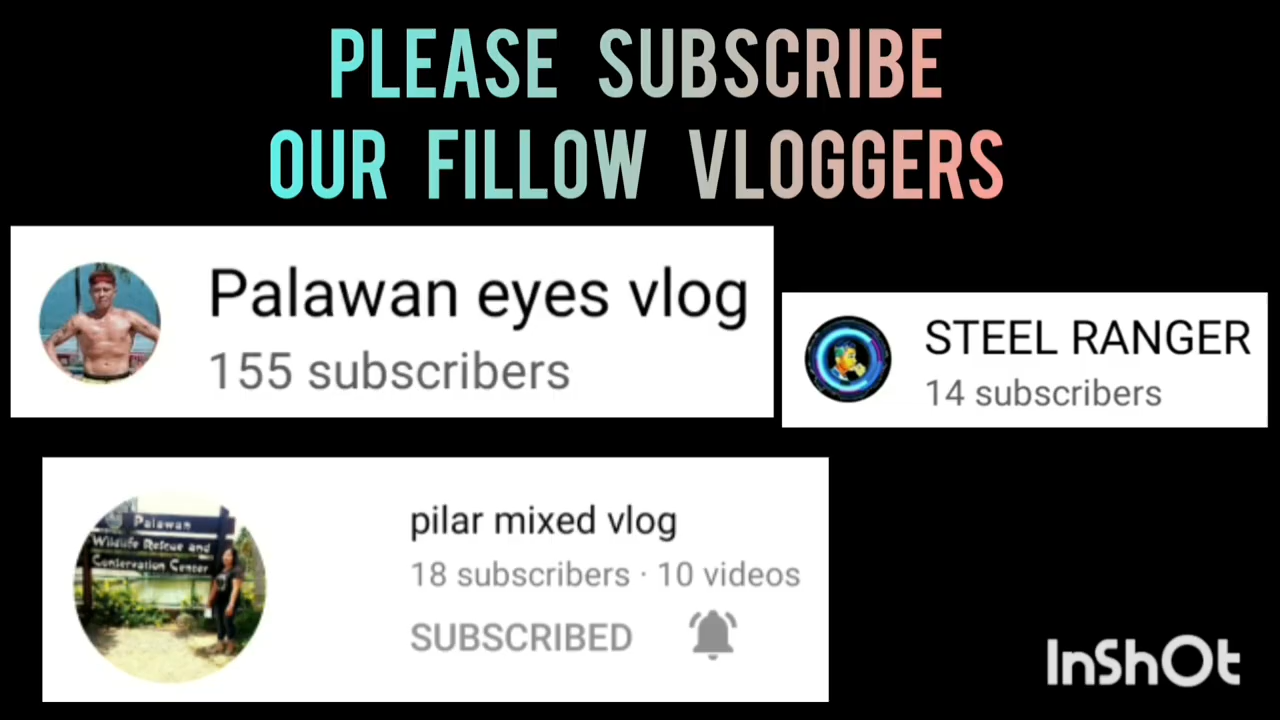 PLEASE SUBSCRIBE
OUR FILLOW VLOGGERS
Palawan eyes vlog
155 subscribers
STEEL RANGER
14 subscribers
Palawan
Wildlife Rescue and
Conservation Center
pilar mixed vlog
18 subscribers · 10 videos
SUBSCRIBED
InShOt